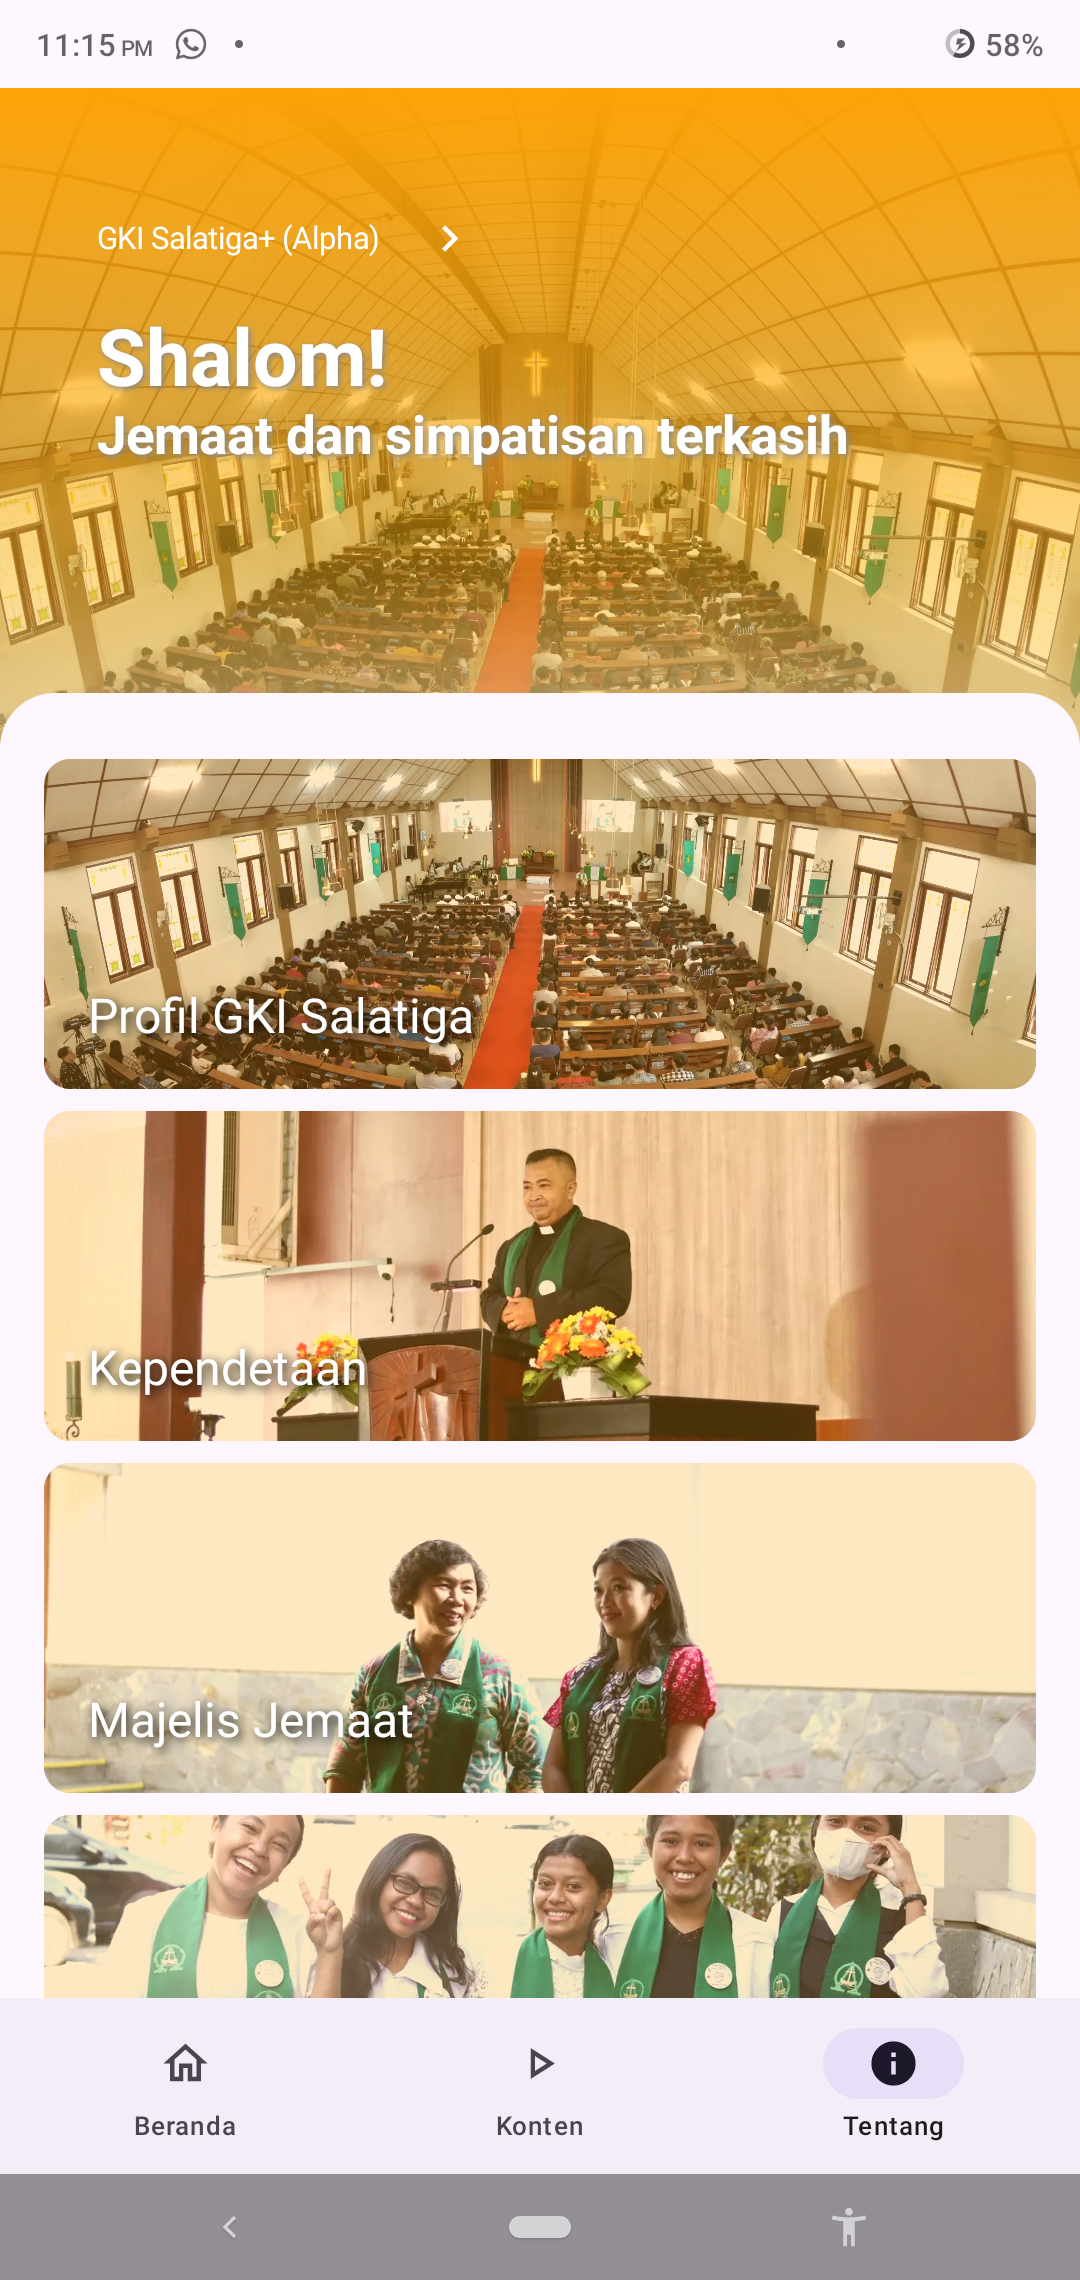 11:15 PM
58%
GKI Salatiga+ (Alpha)
Shalom!
Jemaat dan simpatisan terkasih
Profil GKI Salatiga
Kependetaan
Majelis Jemaat
Beranda
Konten
Tentang